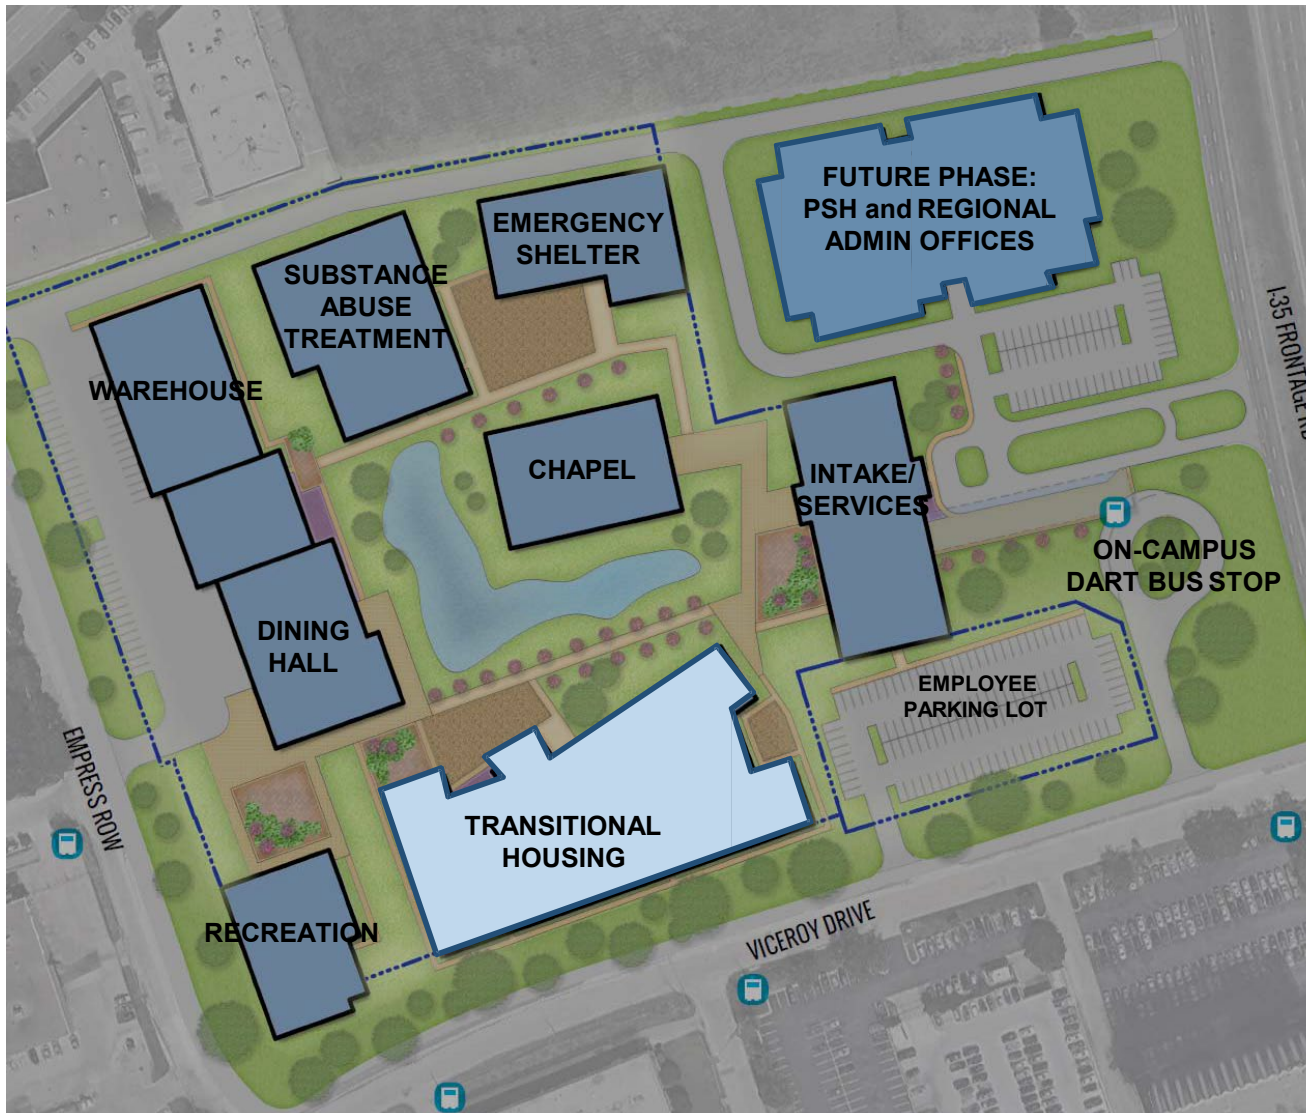 FUTURE PHASE:
PSH and REGIONAL
ADMIN OFFICES
EMERGENCY
SHELTER
SUBSTANCE
ABUSE
TREATMENT
I-35 FRONTAGE
WAREHOUSE
CHAPEL
INTAKE/
SERVICES
ON-CAMPUS
DART BUS STOP
DINING
HALL
EMPLOYEE
PARKING LOT
EMPRESS ROW
TRANSITIONAL
HOUSING
RECREATION
VICEROY DRIVE